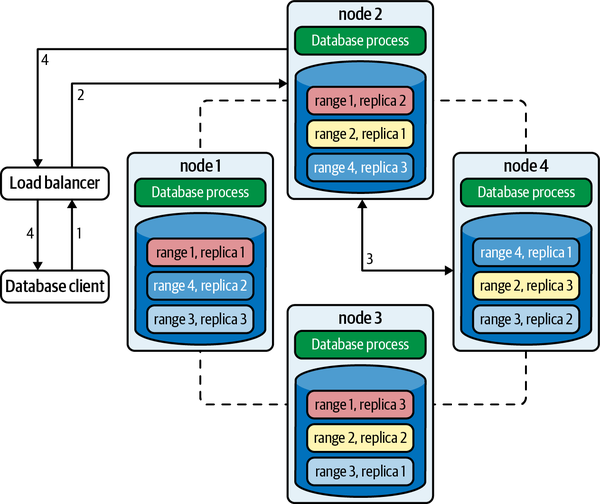 node 2
Database process
range 1, replica 2
range 2, replica 1
range 4, replica 3
4
2
Load balancer
4
1
Database client
node 1
Database process
range 1, replica 1
range 4, replica 2
range 3, replica 3
3
node 4
Database process
range 4, replica 1
range 2, replica 3
range 3, replica 2
node 3
Database process
range 1, replica 3
range 2, replica 2
range 3, replica 1